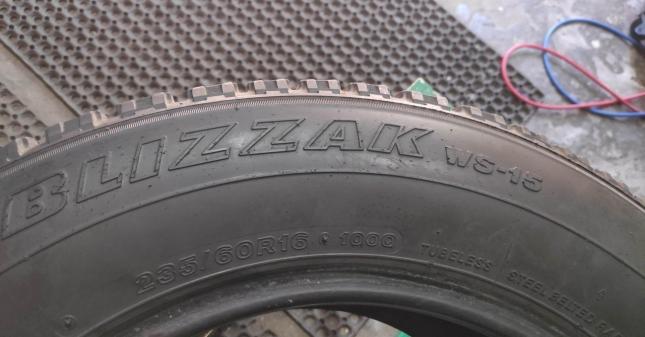 BLIZZAK WS-15
235/60R16 100Q TUBELESS STEEL BELTED